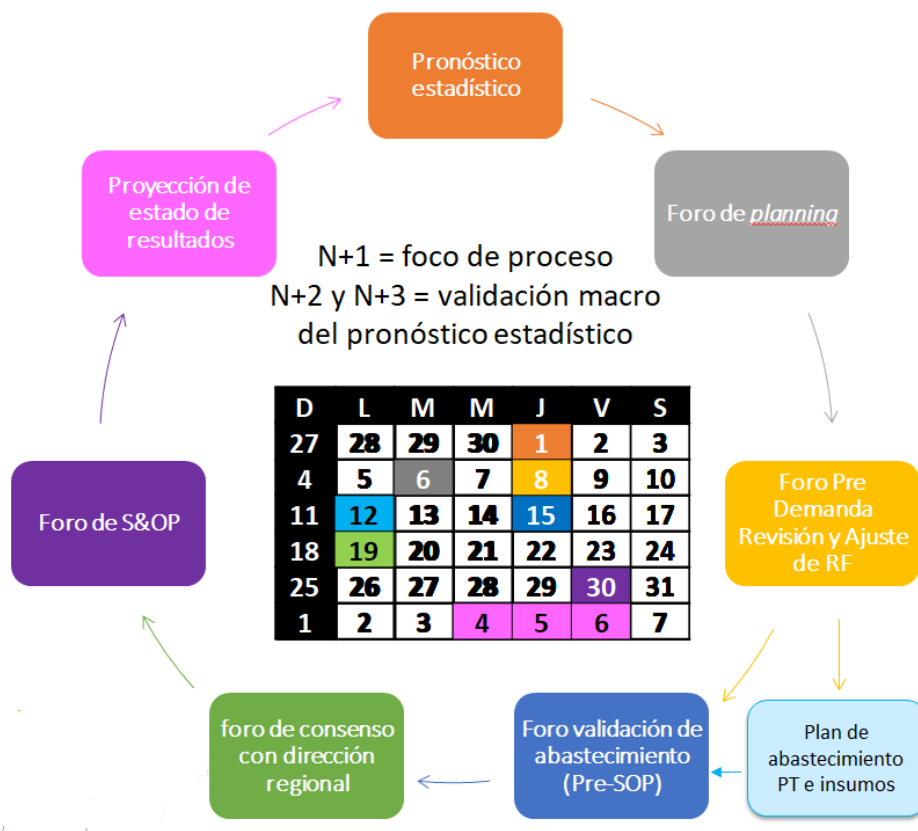 Pronóstico
estadístico
Foro de planning
Proyección de
estado de
resultados
N+1 = foco de proceso
N+2 y N+3 = validación macro
del pronóstico estadístico
D L M M J V S
27 28 29 30 1 2 3
4 5 6 7 8 9 10
11 12 13 14 15 16 17
18 19 20 21 22 23 24
25 26 27 28 29 30 31
1 2 3 4 5 6 7
Foro de S&OP
Foro Pre
Demanda
Revisión y Ajuste
de RF
foro de consenso
con dirección
regional
Foro validación de
abastecimiento
(Pre-SOP)
Plan de
abastecimiento
PT e insumos